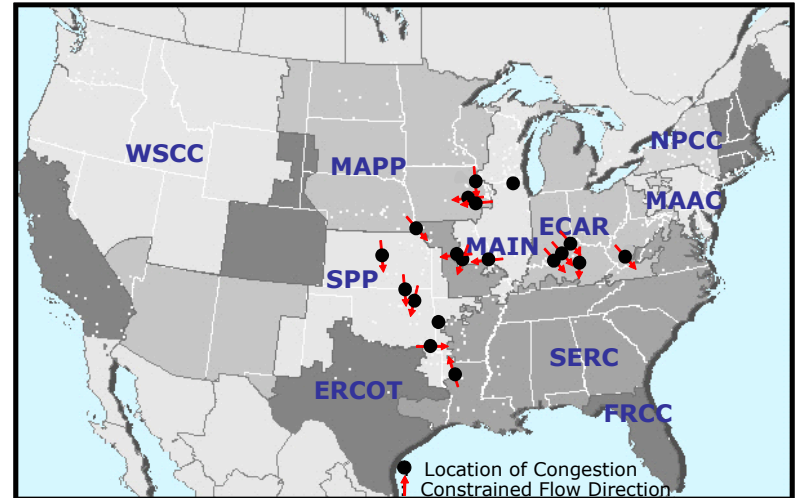 NPCC
WSCC
MAPP
MAAC
ECAR
MAIN
SPP
SERC
ERCOT
FRCC
Location of Congestion
Constrained Flow Direction